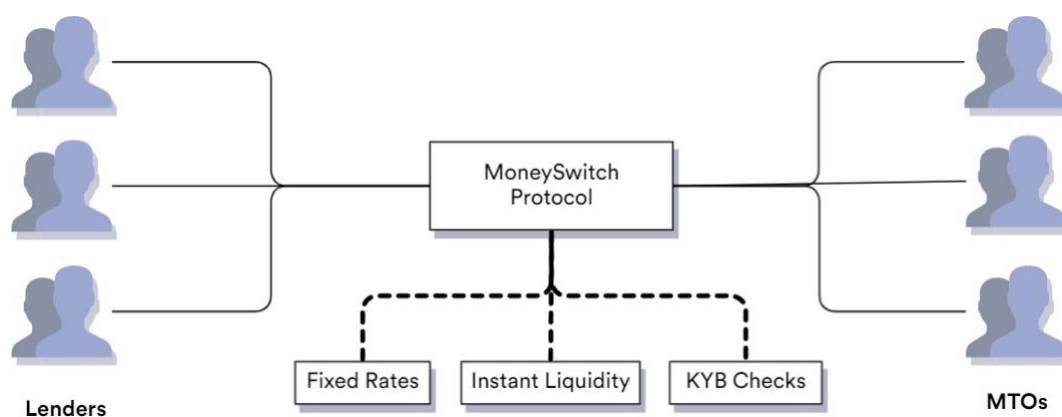 MoneySwitch
Protocol
Fixed Rates
Instant Liquidity
KYB Checks
Lenders
MTOs